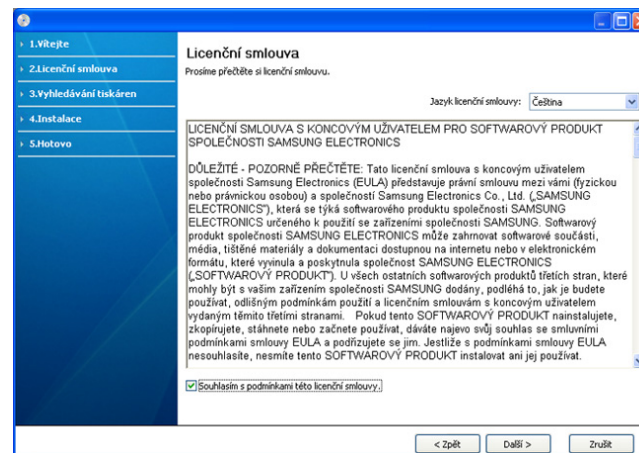 1.Vítejte
2.Licenční smlouva
3.Vyhledávání tiskáren
4.Instalace
5.Hotovo
Licenční smlouva
Prosíme přečtěte si licenční smlouvu.
Jazyk licenční smlouvy: Čeština
LICENČNÍ SMLOUVA S KONCOVÝM UŽIVATELEM PRO SOFTWAROVÝ PRODUKT
SPOLEČNOSTI SAMSUNG ELECTRONICS
DŮLEŽITÉ - POZORNĚ PŘEČTĚTE: Tato licenční smlouva s koncovým uživatelem
společnosti Samsung Electronics (EULA) představuje právní smlouvu mezi vámi (fyzickou
nebo právnickou osobou) a společností Samsung Electronics Co., Ltd. („SAMSUNG
ELECTRONICS"), která se týká softwarového produktu společnosti SAMSUNG
ELECTRONICS určeného k použití se zařízeními společnosti SAMSUNG. Softwarový
produkt společnosti SAMSUNG ELECTRONICS může zahrnovat softwarové součásti,
média, tištěné materiály a dokumentaci dostupnou na internetu nebo v elektronickém
formátu, které vyvinula a poskytnula společnost SAMSUNG ELECTRONICS
(„SOFTWAROVÝ PRODUKT"). U všech ostatních softwarových produktů třetích stran, které
mohly být s vašim zařízením společnosti SAMSUNG dodány, podléhá to, jak je budete
používat, odlišným podmínkám použití a licenčním smlouvám s koncovým uživatelem
vydaným těmito třetími stranami. Pokud tento SOFTWAROVÝ PRODUKT nainstalujete,
zkopírujete, stáhnete nebo začnete používat, dáváte najevo svůj souhlas se smluvními
podmínkami smlouvy EULA a podřizujete se jim. Jestliže s podmínkami smlouvy EULA
nesouhlasíte, nesmíte tento SOFTWAROVÝ PRODUKT instalovat ani jej používat.
Souhlasím s podmínkami této licenční smlouvy.
< Zpět Další > Zrušit